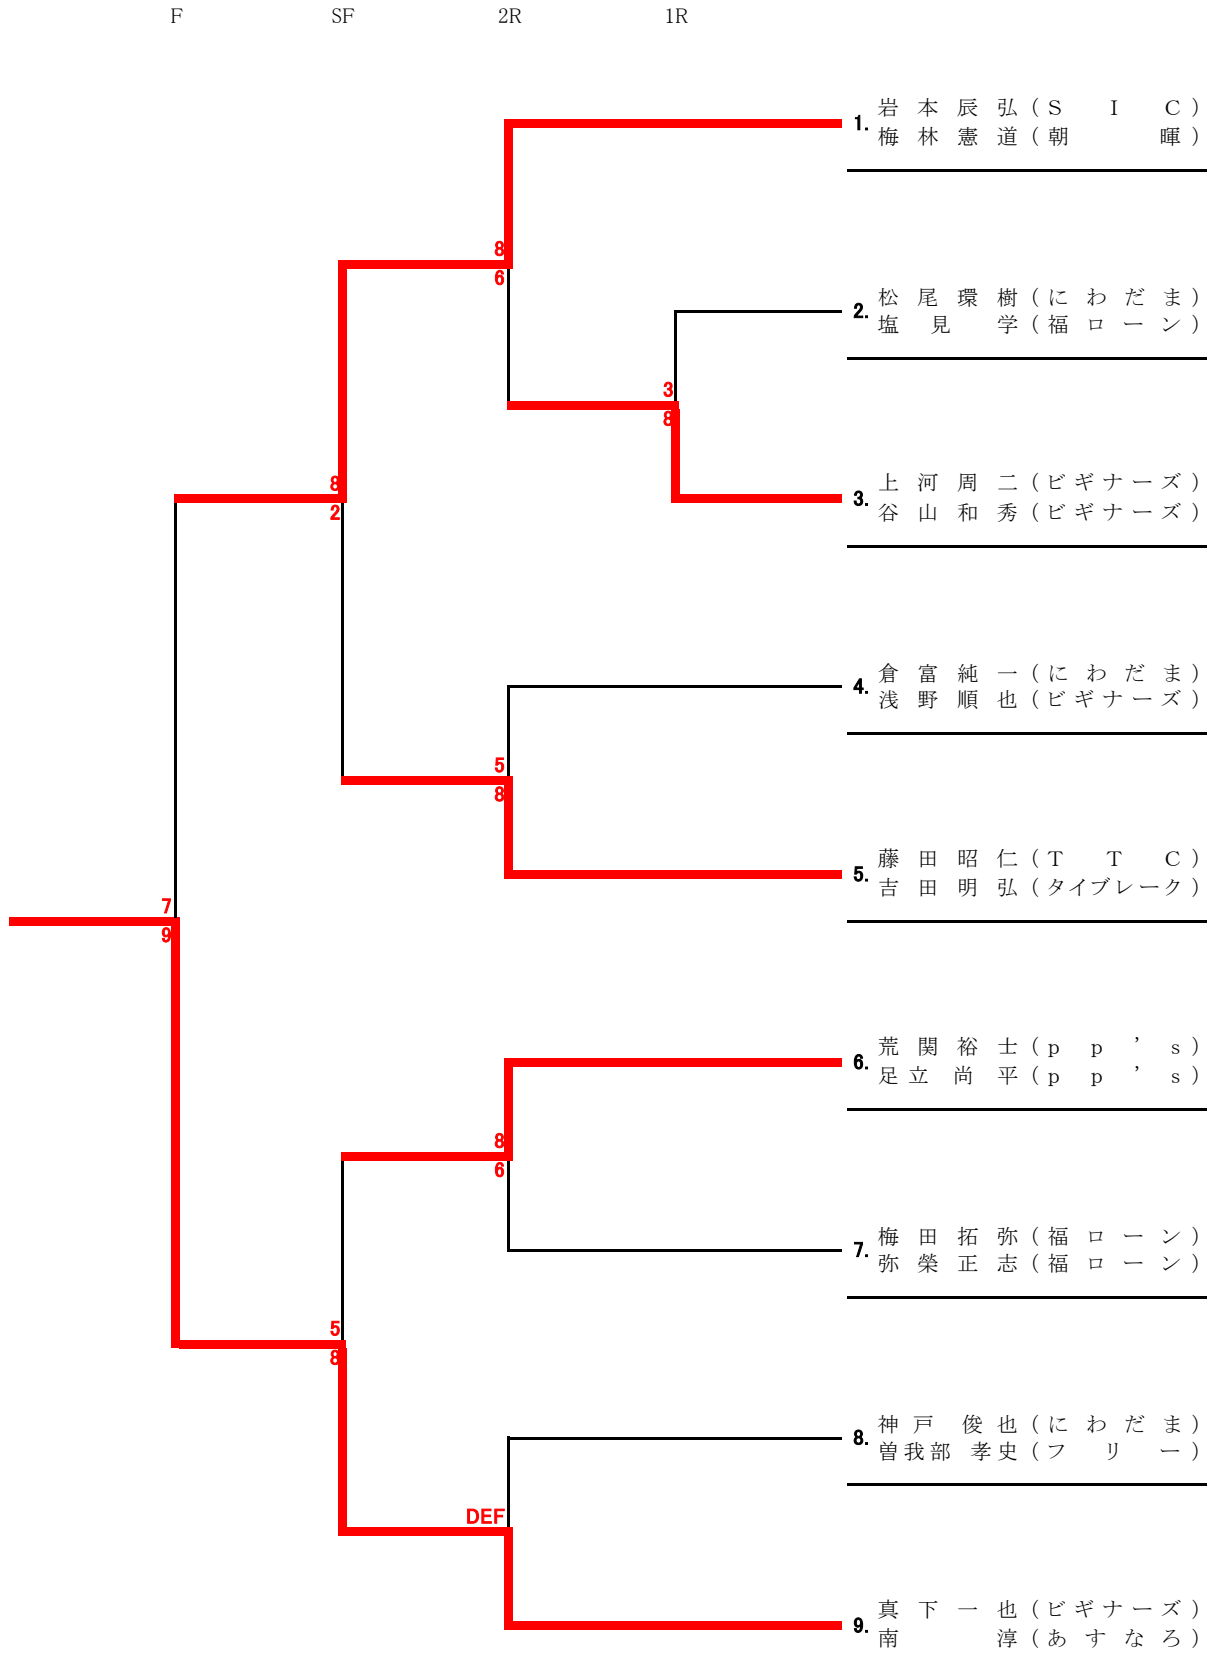 F SF 2R 1R
岩本辰弘(SIC)
1.
梅林憲道(朝暉)
8
6
松尾環樹(にわだま)
2.
塩見学(福ローン)
3
8
8
2
上河周二(ビギナーズ)
3.
谷山和秀(ビギナーズ)
倉富純一(にわだま)
4.
浅野順也(ビギナーズ)
5
8
藤田昭仁(TTC)
5.
吉田明弘(タイブレーク)
7
9
荒関裕士(pp's)
6.
足立尚平(pp's)
8
6
梅田拓弥(福ローン)
7.
弥榮正志(福ローン)
5
8
神戸俊也(にわだま)
8.
曽我部孝史(フリー)
DEF
真下一也(ビギナーズ)
9.
南淳(あすなろ)